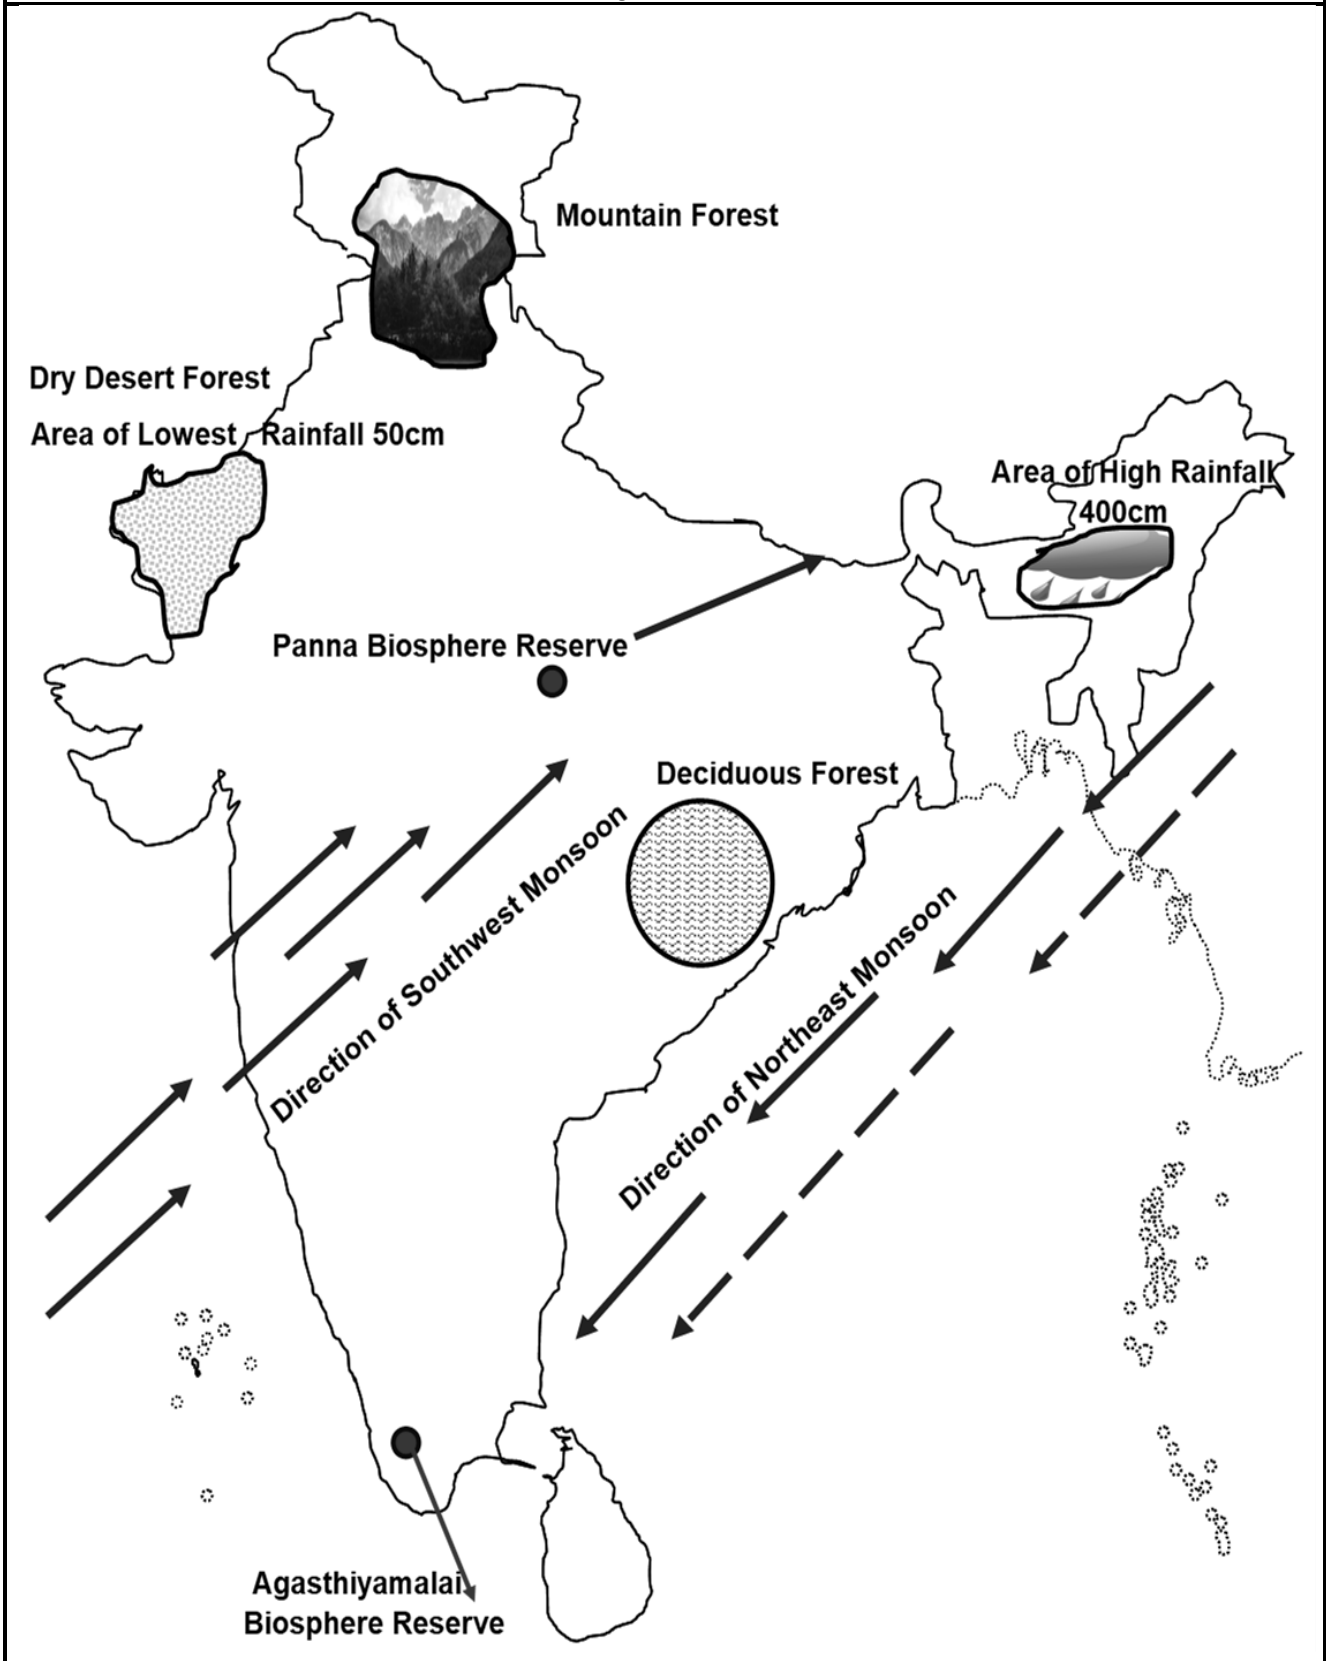 Mountain Forest
Dry Desert Forest
Area of Lowest Rainfall 50cm
Area of High Rainfall
400cm
Panna Biosphere Reserve
Deciduous Forest
Direction of Southwest Monsoon
Direction of Northeast Monsoon
Agasthiyamalai
Biosphere Reserve